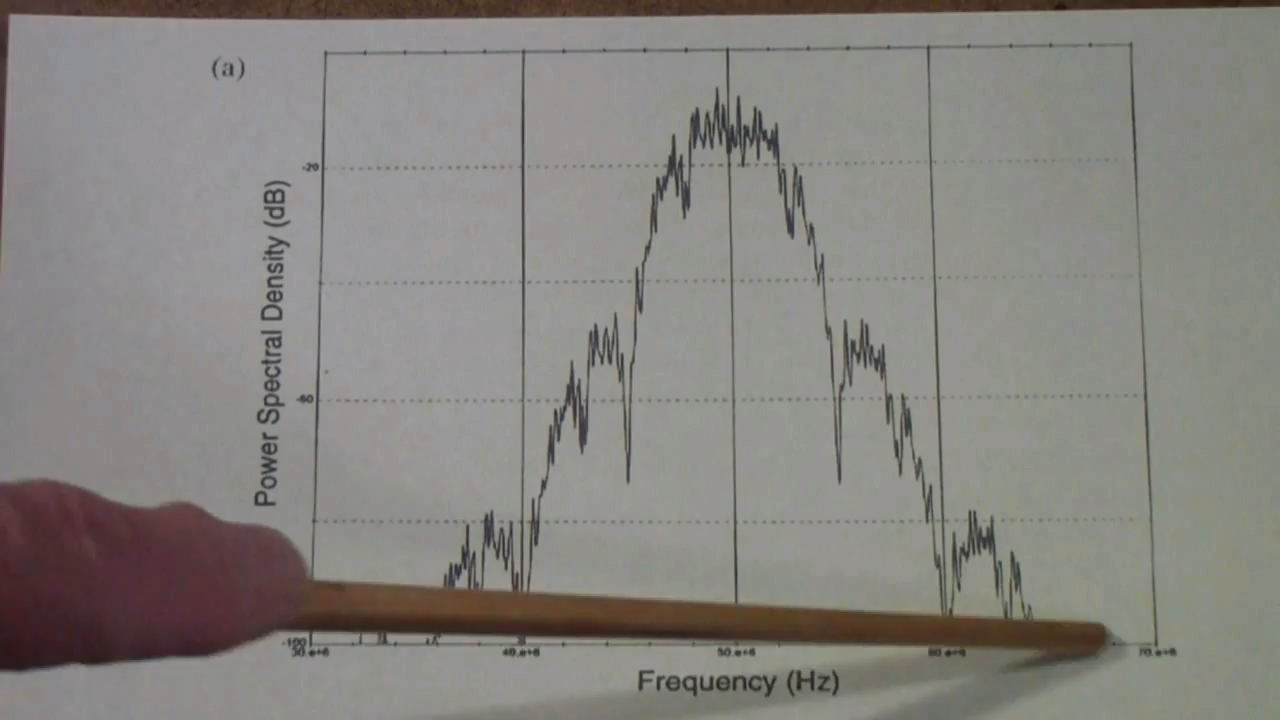 (a)
Power Spectral Density (dB)
-20
-60
-100
30.e+6 40.e+6 50.e+6 60.e+6 70.e+6
Frequency (Hz)